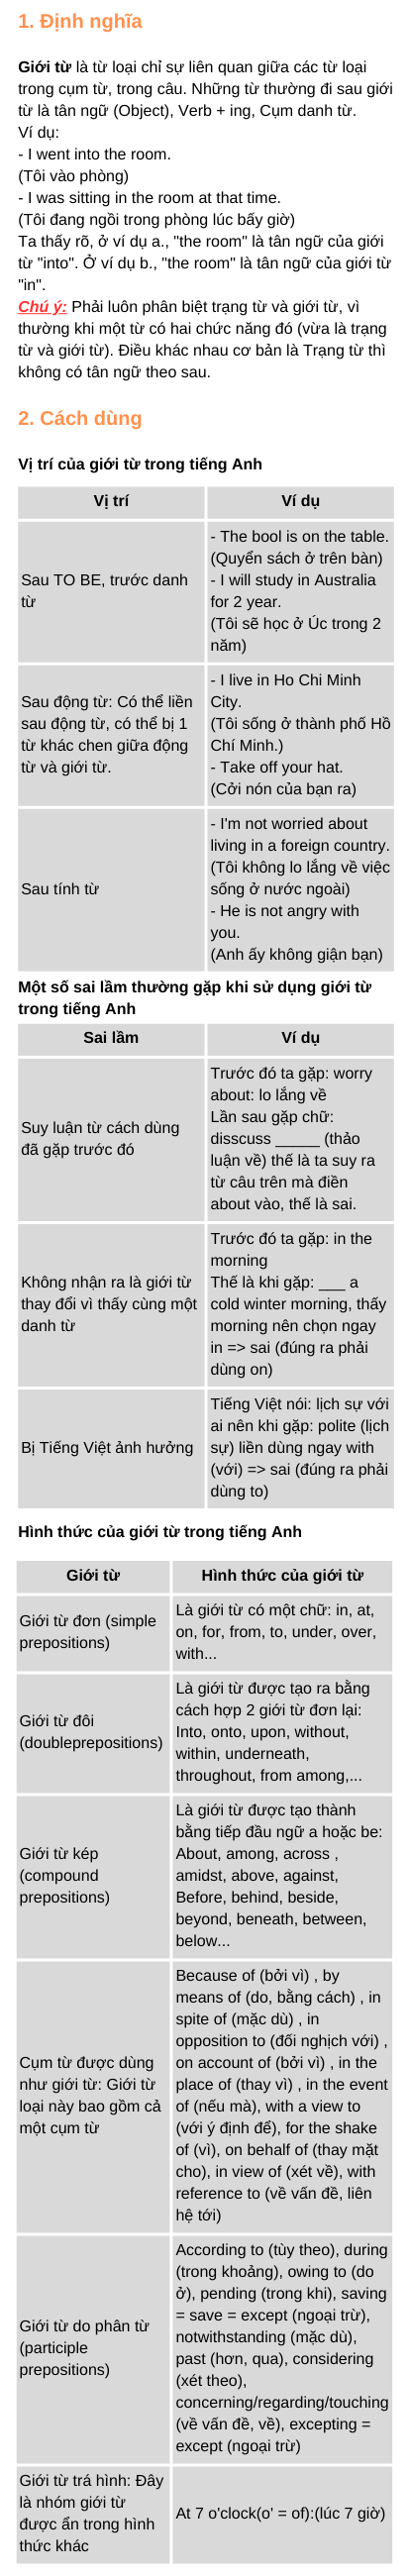 1. Định nghĩa
Giới từ là từ loại chỉ sự liên quan giữa các từ loại
trong cụm từ, trong câu. Những từ thường đi sau giới
từ là tân ngữ (Object), Verb + ing, Cụm danh từ.
Ví dụ:
- I went into the room.
(Tôi vào phòng)
- I was sitting in the room at that time.
(Tôi đang ngồi trong phòng lúc bấy giờ)
Ta thấy rõ, ở ví dụ a., "the room" là tân ngữ của giới
từ "into". Ở ví dụ b., "the room" là tân ngữ của giới từ
"in".
Chú ý: Phải luôn phân biệt trạng từ và giới từ, vì
thường khi một từ có hai chức năng đó (vừa là trạng
từ và giới từ). Điều khác nhau cơ bản là Trạng từ thì
không có tân ngữ theo sau.
2. Cách dùng
Vị trí của giới từ trong tiếng Anh
Vị trí
Ví dụ
Sau TO BE, trước danh
từ
- The bool is on the table.
(Quyển sách ở trên bàn)
- I will study in Australia
for 2 year.
(Tôi sẽ học ở Úc trong 2
năm)
Sau động từ: Có thể liền
sau động từ, có thể bị 1
từ khác chen giữa động
từ và giới từ.
- I live in Ho Chi Minh
City.
(Tôi sống ở thành phố Hồ
Chí Minh.)
- Take off your hat.
(Cởi nón của bạn ra)
Sau tính từ
- I'm not worried about
living in a foreign country.
(Tôi không lo lắng về việc
sống ở nước ngoài)
- He is not angry with
you.
(Anh ấy không giận bạn)
Một số sai lầm thường gặp khi sử dụng giới từ
trong tiếng Anh
Sai lầm
Ví dụ
Suy luận từ cách dùng
đã gặp trước đó
Trước đó ta gặp: worry
about: lo lắng về
Lần sau gặp chữ:
disscuss _____ (thảo
luận về) thế là ta suy ra
từ câu trên mà điền
about vào, thế là sai.
Không nhận ra là giới từ
thay đổi vì thấy cùng một
danh từ
Trước đó ta gặp: in the
morning
Thế là khi gặp: ___ a
cold winter morning, thấy
morning nên chọn ngay
in => sai (đúng ra phải
dùng on)
Bị Tiếng Việt ảnh hưởng
Tiếng Việt nói: lịch sự với
ai nên khi gặp: polite (lịch
sự) liền dùng ngay with
(với) => sai (đúng ra phải
dùng to)
Hình thức của giới từ trong tiếng Anh
Giới từ
Hình thức của giới từ
Giới từ đơn (simple
prepositions)
Là giới từ có một chữ: in, at,
on, for, from, to, under, over,
with...
Giới từ đôi
(doubleprepositions)
Là giới từ được tạo ra bằng
cách hợp 2 giới từ đơn lại:
Into, onto, upon, without,
within, underneath,
throughout, from among,...
Giới từ kép
(compound
prepositions)
Là giới từ được tạo thành
bằng tiếp đầu ngữ a hoặc be:
About, among, across ,
amidst, above, against,
Before, behind, beside,
beyond, beneath, between,
below...
Cụm từ được dùng
như giới từ: Giới từ
loại này bao gồm cả
một cụm từ
Because of (bởi vì) , by
means of (do, bằng cách) , in
spite of (mặc dù) , in
opposition to (đối nghịch với) ,
on account of (bởi vì) , in the
place of (thay vì) , in the event
of (nếu mà), with a view to
(với ý định để), for the shake
of (vì), on behalf of (thay mặt
cho), in view of (xét về), with
reference to (về vấn đề, liên
hệ tới)
Giới từ do phân từ
(participle
prepositions)
According to (tùy theo), during
(trong khoảng), owing to (do
ở), pending (trong khi), saving
= save = except (ngoại trừ),
notwithstanding (mặc dù),
past (hơn, qua), considering
(xét theo),
concerning/regarding/touching
(về vấn đề, về), excepting =
except (ngoại trừ)
Giới từ trá hình: Đây
là nhóm giới từ
được ẩn trong hình
thức khác
At 7 o'clock(o' = of):(lúc 7 giờ)